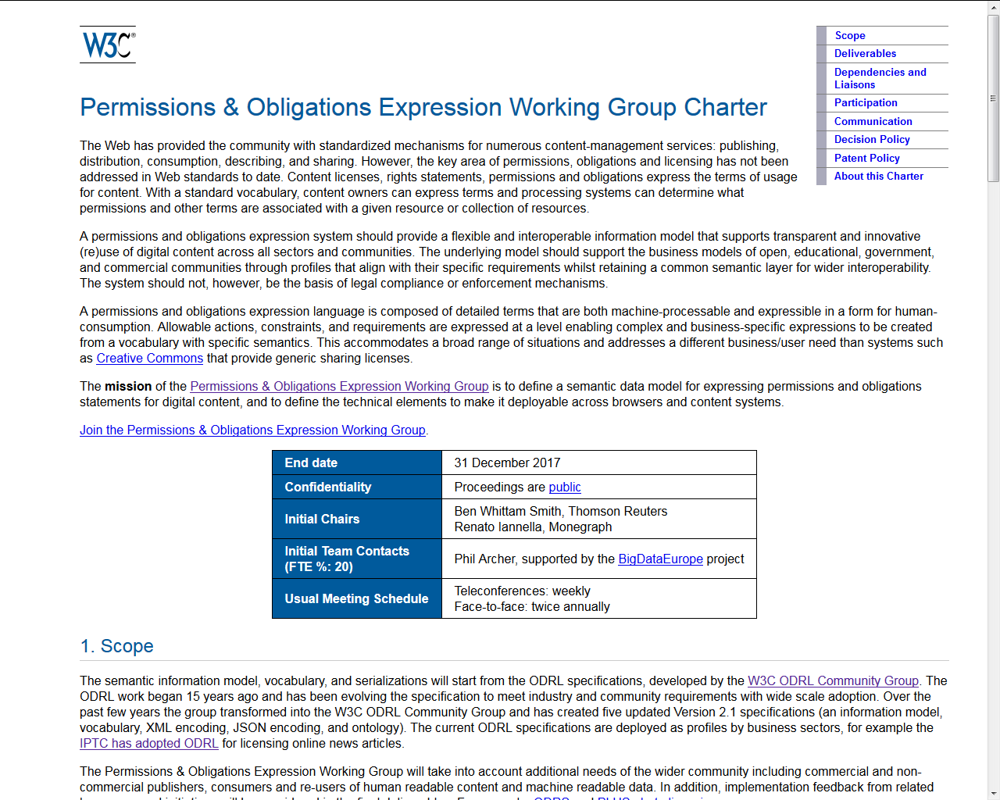 W3C®
Scope
Deliverables
Dependencies and
Liaisons
Participation
Communication
Decision Policy
Patent Policy
About this Charter
Permissions & Obligations Expression Working Group Charter
The Web has provided the community with standardized mechanisms for numerous content-management services: publishing,
distribution, consumption, describing, and sharing. However, the key area of permissions, obligations and licensing has not been
addressed in Web standards to date. Content licenses, rights statements, permissions and obligations express the terms of usage
for content. With a standard vocabulary, content owners can express terms and processing systems can determine what
permissions and other terms are associated with a given resource or collection of resources.
A permissions and obligations expression system should provide a flexible and interoperable information model that supports transparent and innovative
(re)use of digital content across all sectors and communities. The underlying model should support the business models of open, educational, government,
and commercial communities through profiles that align with their specific requirements whilst retaining a common semantic layer for wider interoperability.
The system should not, however, be the basis of legal compliance or enforcement mechanisms.
A permissions and obligations expression language is composed of detailed terms that are both machine-processable and expressible in a form for human-
consumption. Allowable actions, constraints, and requirements are expressed at a level enabling complex and business-specific expressions to be created
from a vocabulary with specific semantics. This accommodates a broad range of situations and addresses a different business/user need than systems such
as Creative Commons that provide generic sharing licenses.
The mission of the Permissions & Obligations Expression Working Group is to define a semantic data model for expressing permissions and obligations
statements for digital content, and to define the technical elements to make it deployable across browsers and content systems.
Join the Permissions & Obligations Expression Working Group.
End date 31 December 2017
Confidentiality Proceedings are public
Initial Chairs Ben Whittam Smith, Thomson Reuters
Renato Iannella, Monegraph
Initial Team Contacts
(FTE %: 20) Phil Archer, supported by the BigDataEurope project
Usual Meeting Schedule Teleconferences: weekly
Face-to-face: twice annually
1. Scope
The semantic information model, vocabulary, and serializations will start from the ODRL specifications, developed by the W3C ODRL Community Group. The
ODRL work began 15 years ago and has been evolving the specification to meet industry and community requirements with wide scale adoption. Over the
past few years the group transformed into the W3C ODRL Community Group and has created five updated Version 2.1 specifications (an information model,
vocabulary, XML encoding, JSON encoding, and ontology). The current ODRL specifications are deployed as profiles by business sectors, for example the
IPTC has adopted ODRL for licensing online news articles.
The Permissions & Obligations Expression Working Group will take into account additional needs of the wider community including commercial and non-
commercial publishers, consumers and re-users of human readable content and machine readable data. In addition, implementation feedback from related